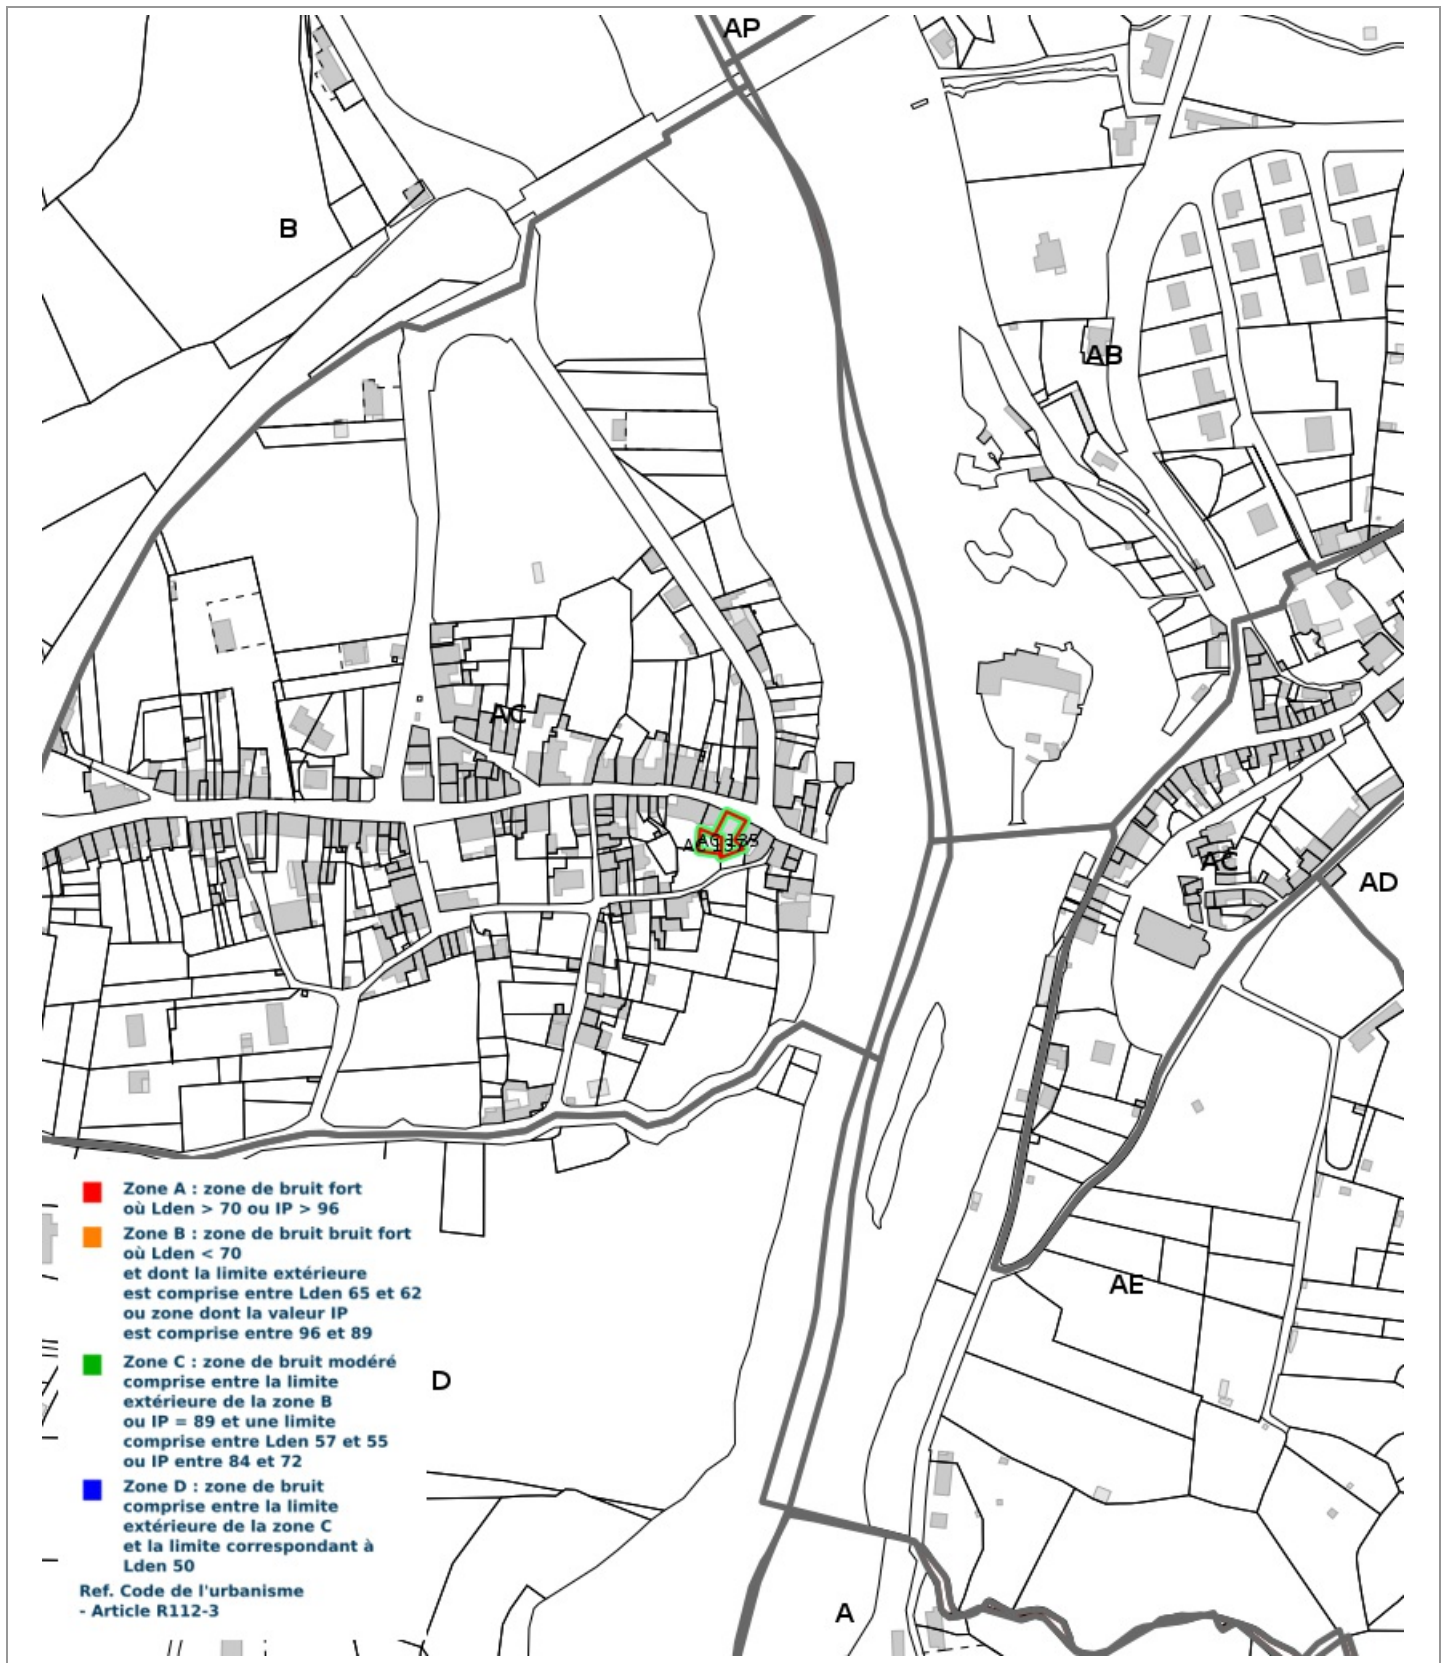 AP
B
AB
AC
AC
AD
Zone A : zone de bruit fort
où Lden > 70 ou IP > 96
Zone B : zone de bruit bruit fort
où Lden < 70
et dont la limite extérieure
est comprise entre Lden 65 et 62
ou zone dont la valeur IP
est comprise entre 96 et 89
Zone C : zone de bruit modéré
comprise entre la limite
extérieure de la zone B
ou IP = 89 et une limite
comprise entre Lden 57 et 55
ou IP entre 84 et 72
Zone D : zone de bruit
comprise entre la limite
extérieure de la zone C
et la limite correspondant à
Lden 50
Ref. Code de l'urbanisme
- Article R112-3
AE
D
A